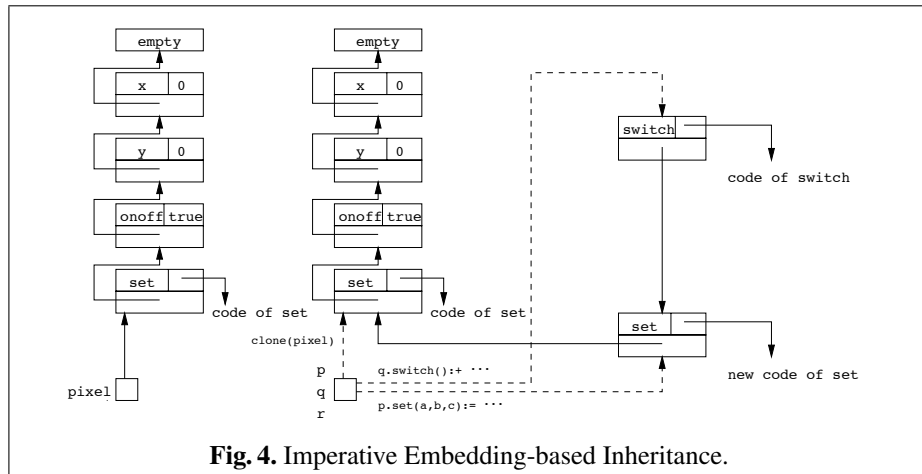 empty
empty
x 0
x 0
switch
y 0
y 0
code of switch
onoff true
onoff true
set
set
code of set
code of set
set
clone(pixel)
p
q.switch():+ ···
new code of set
pixel
q
p.set(a,b,c):= ···
r
Fig. 4. Imperative Embedding-based Inheritance.